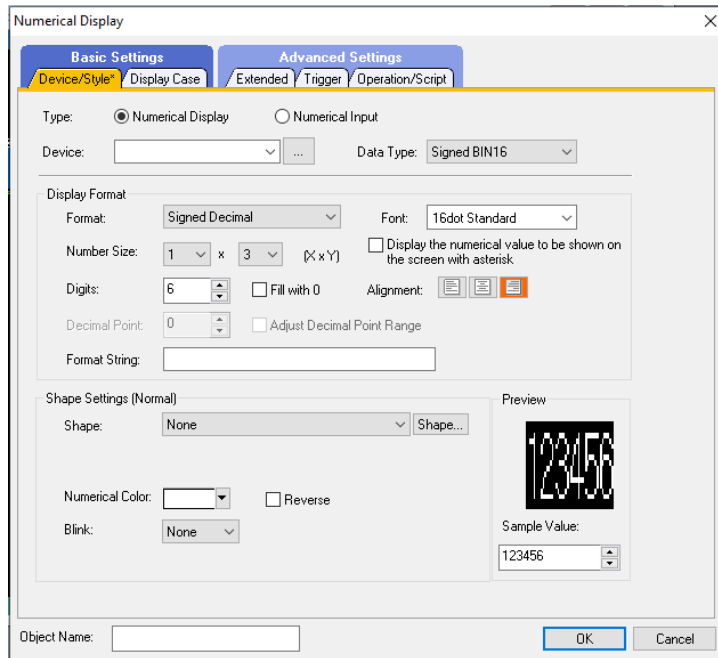 Numerical Display
Basic Settings
Advanced Settings
Device/Style*
Display Case
Extended
Trigger
Operation/Script
Type:
Numerical Display
Numerical Input
Device:
...
Data Type:
Signed BIN16
Display Format
Format:
Signed Decimal
Font:
16dot Standard
Number Size:
1 x 3 (X x Y)
Display the numerical value to be shown on
the screen with asterisk
Digits:
6
Fill with 0
Alignment:
Decimal Point:
0
Adjust Decimal Point Range
Format String:
Shape Settings (Normal)
Shape:
None
Shape...
Numerical Color:
Reverse
Blink:
None
Preview
123456
Sample Value:
123456
Object Name:
OK
Cancel